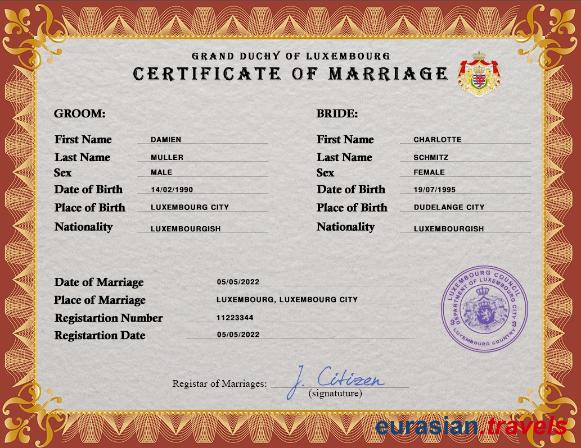 GRAND DUCHY OF LUXEMBOURG
CERTIFICATE OF MARRIAGE
GROOM:
First Name DAMIEN
Last Name MULLER
Sex MALE
Date of Birth 14/02/1990
Place of Birth LUXEMBOURG CITY
Nationality LUXEMBOURGISH
BRIDE:
First Name CHARLOTTE
Last Name SCHMITZ
Sex FEMALE
Date of Birth 19/07/1995
Place of Birth DUDELANGE CITY
Nationality LUXEMBOURGISH
Date of Marriage 05/05/2022
Place of Marriage LUXEMBOURG, LUXEMBOURG CITY
Registartion Number 11223344
Registartion Date 05/05/2022
LUXEMBOURG COUNCIL
DEPARTMENT OF LUXEMBOURG CITY
LUXEMBOURG COUNTRY
Registar of Marriages: J. Citizen
(signatuture)
eurasian.travels